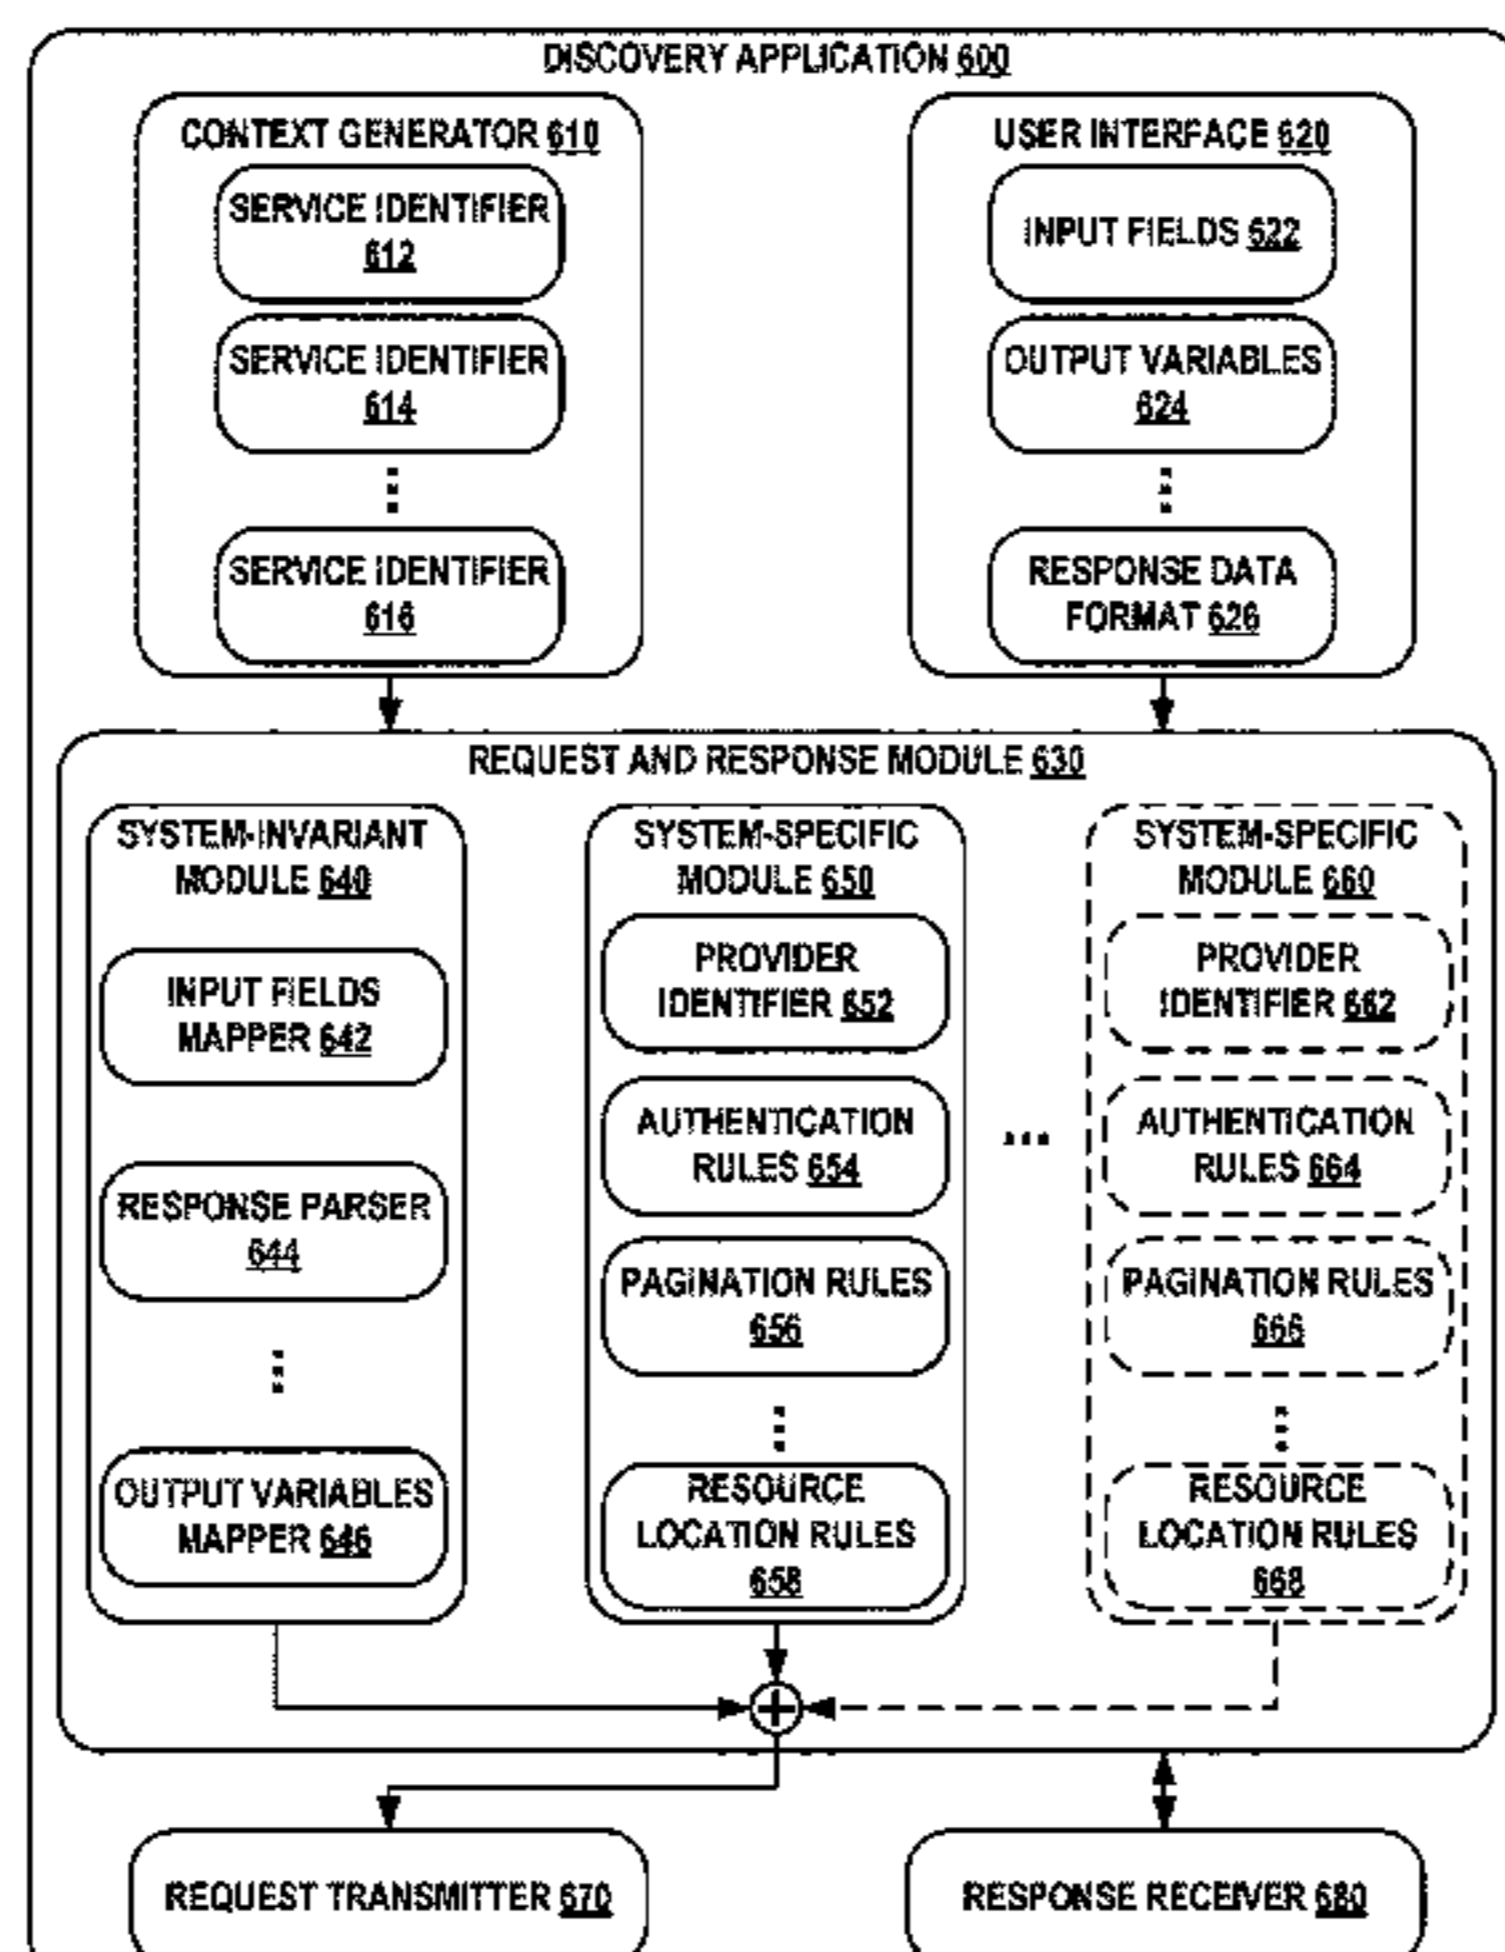 DISCOVERY APPLICATION 600
CONTEXT GENERATOR 610
SERVICE IDENTIFIER
612
SERVICE IDENTIFIER
614
⋮
SERVICE IDENTIFIER
616
USER INTERFACE 620
INPUT FIELDS 622
OUTPUT VARIABLES
624
⋮
RESPONSE DATA
FORMAT 626
REQUEST AND RESPONSE MODULE 630
SYSTEM-INVARIANT
MODULE 640
INPUT FIELDS
MAPPER 642
RESPONSE PARSER
644
⋮
OUTPUT VARIABLES
MAPPER 646
SYSTEM-SPECIFIC
MODULE 650
PROVIDER
IDENTIFIER 652
AUTHENTICATION
RULES 654
PAGINATION RULES
656
⋮
RESOURCE
LOCATION RULES
658
...
SYSTEM-SPECIFIC
MODULE 660
PROVIDER
IDENTIFIER 662
AUTHENTICATION
RULES 664
PAGINATION RULES
666
⋮
RESOURCE
LOCATION RULES
668
REQUEST TRANSMITTER 670
RESPONSE RECEIVER 680